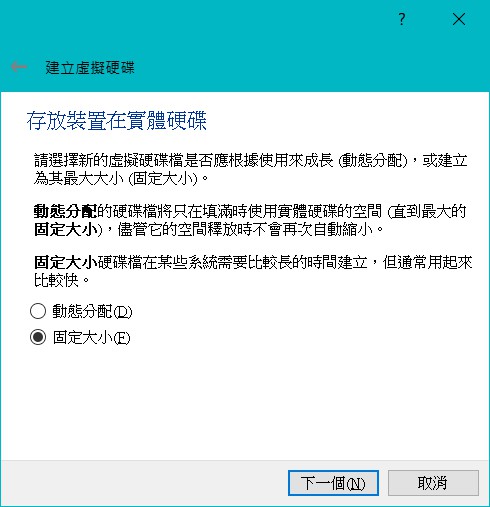 ?
建立虛擬硬碟
存放裝置在實體硬碟
請選擇新的虛擬硬碟檔是否應根據使用來成長 (動態分配)，或建立
為其最大大小 (固定大小)。
動態分配的硬碟檔將只在填滿時使用實體硬碟的空間 (直到最大的
固定大小)，儘管它的空間釋放時不會再次自動縮小。
固定大小硬碟檔在某些系統需要比較長的時間建立，但通常用起來
比較快。
動態分配(D)
固定大小(F)
下一個(N)
取消